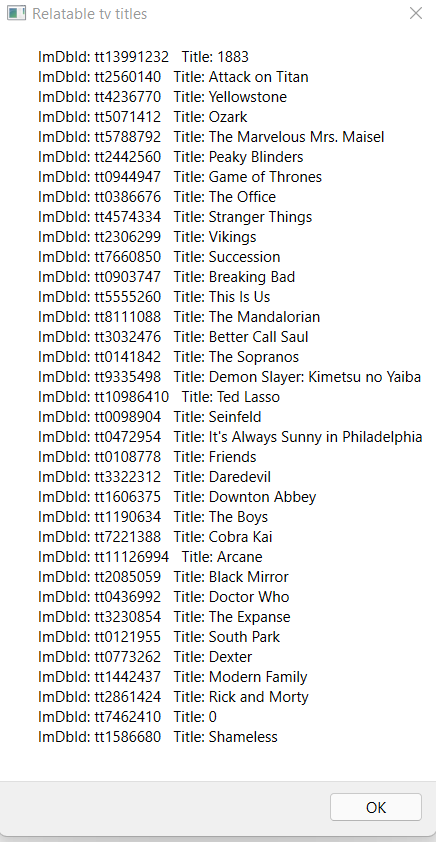 Relatable tv titles
ImDbId: tt13991232 Title: 1883
ImDbId: tt2560140 Title: Attack on Titan
ImDbId: tt4236770 Title: Yellowstone
ImDbId: tt5071412 Title: Ozark
ImDbId: tt5788792 Title: The Marvelous Mrs. Maisel
ImDbId: tt2442560 Title: Peaky Blinders
ImDbId: tt0944947 Title: Game of Thrones
ImDbId: tt0386676 Title: The Office
ImDbId: tt4574334 Title: Stranger Things
ImDbId: tt2306299 Title: Vikings
ImDbId: tt7660850 Title: Succession
ImDbId: tt0903747 Title: Breaking Bad
ImDbId: tt5555260 Title: This Is Us
ImDbId: tt8111088 Title: The Mandalorian
ImDbId: tt3032476 Title: Better Call Saul
ImDbId: tt0141842 Title: The Sopranos
ImDbId: tt9335498 Title: Demon Slayer: Kimetsu no Yaiba
ImDbId: tt10986410 Title: Ted Lasso
ImDbId: tt0098904 Title: Seinfeld
ImDbId: tt0472954 Title: It's Always Sunny in Philadelphia
ImDbId: tt0108778 Title: Friends
ImDbId: tt3322312 Title: Daredevil
ImDbId: tt1606375 Title: Downton Abbey
ImDbId: tt1190634 Title: The Boys
ImDbId: tt7221388 Title: Cobra Kai
ImDbId: tt11126994 Title: Arcane
ImDbId: tt2085059 Title: Black Mirror
ImDbId: tt0436992 Title: Doctor Who
ImDbId: tt3230854 Title: The Expanse
ImDbId: tt0121955 Title: South Park
ImDbId: tt0773262 Title: Dexter
ImDbId: tt1442437 Title: Modern Family
ImDbId: tt2861424 Title: Rick and Morty
ImDbId: tt7462410 Title: 0
ImDbId: tt1586680 Title: Shameless
OK